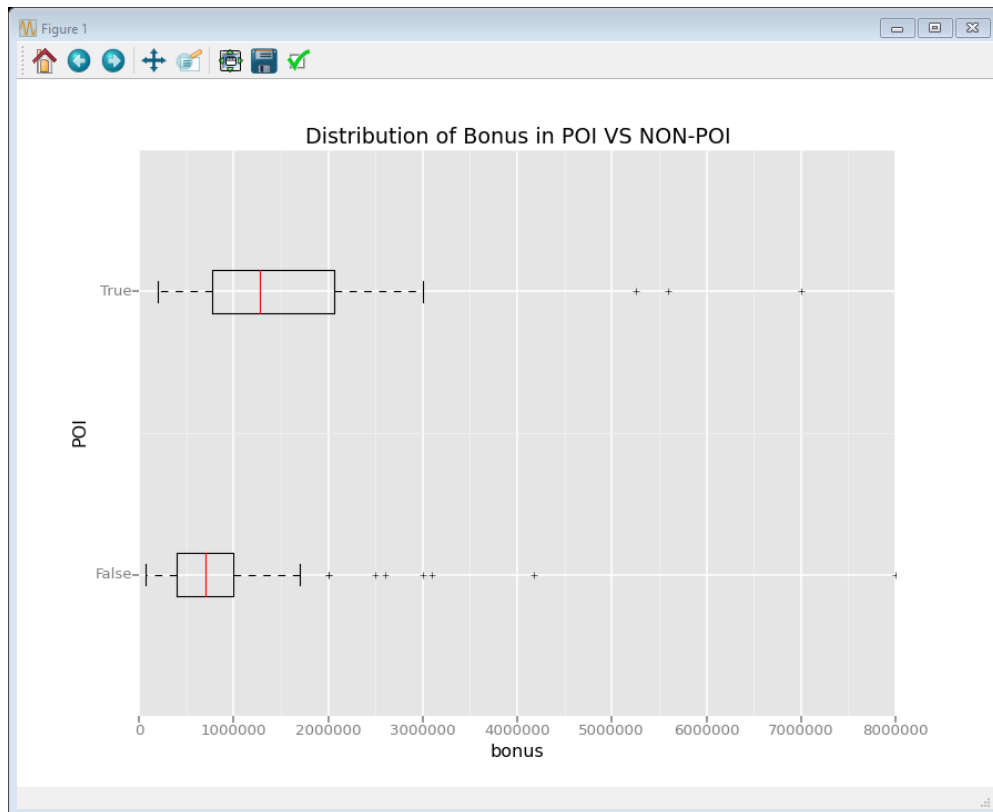 Figure 1
Distribution of Bonus in POI VS NON-POI
True
POI
False
0 1000000 2000000 3000000 4000000 5000000 6000000 7000000 8000000
bonus